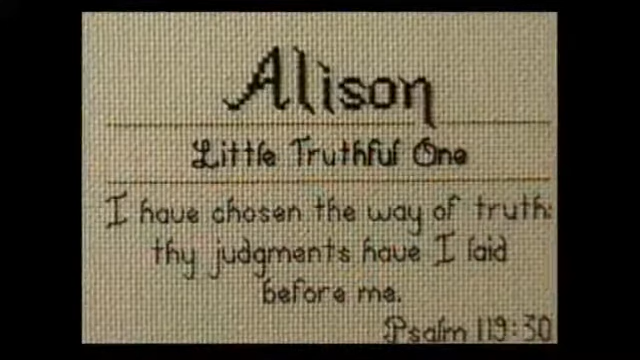 Alison
Little Truthful One
I have chosen the way of truth:
thy judgments have I laid
before me.
Psalm 119:30